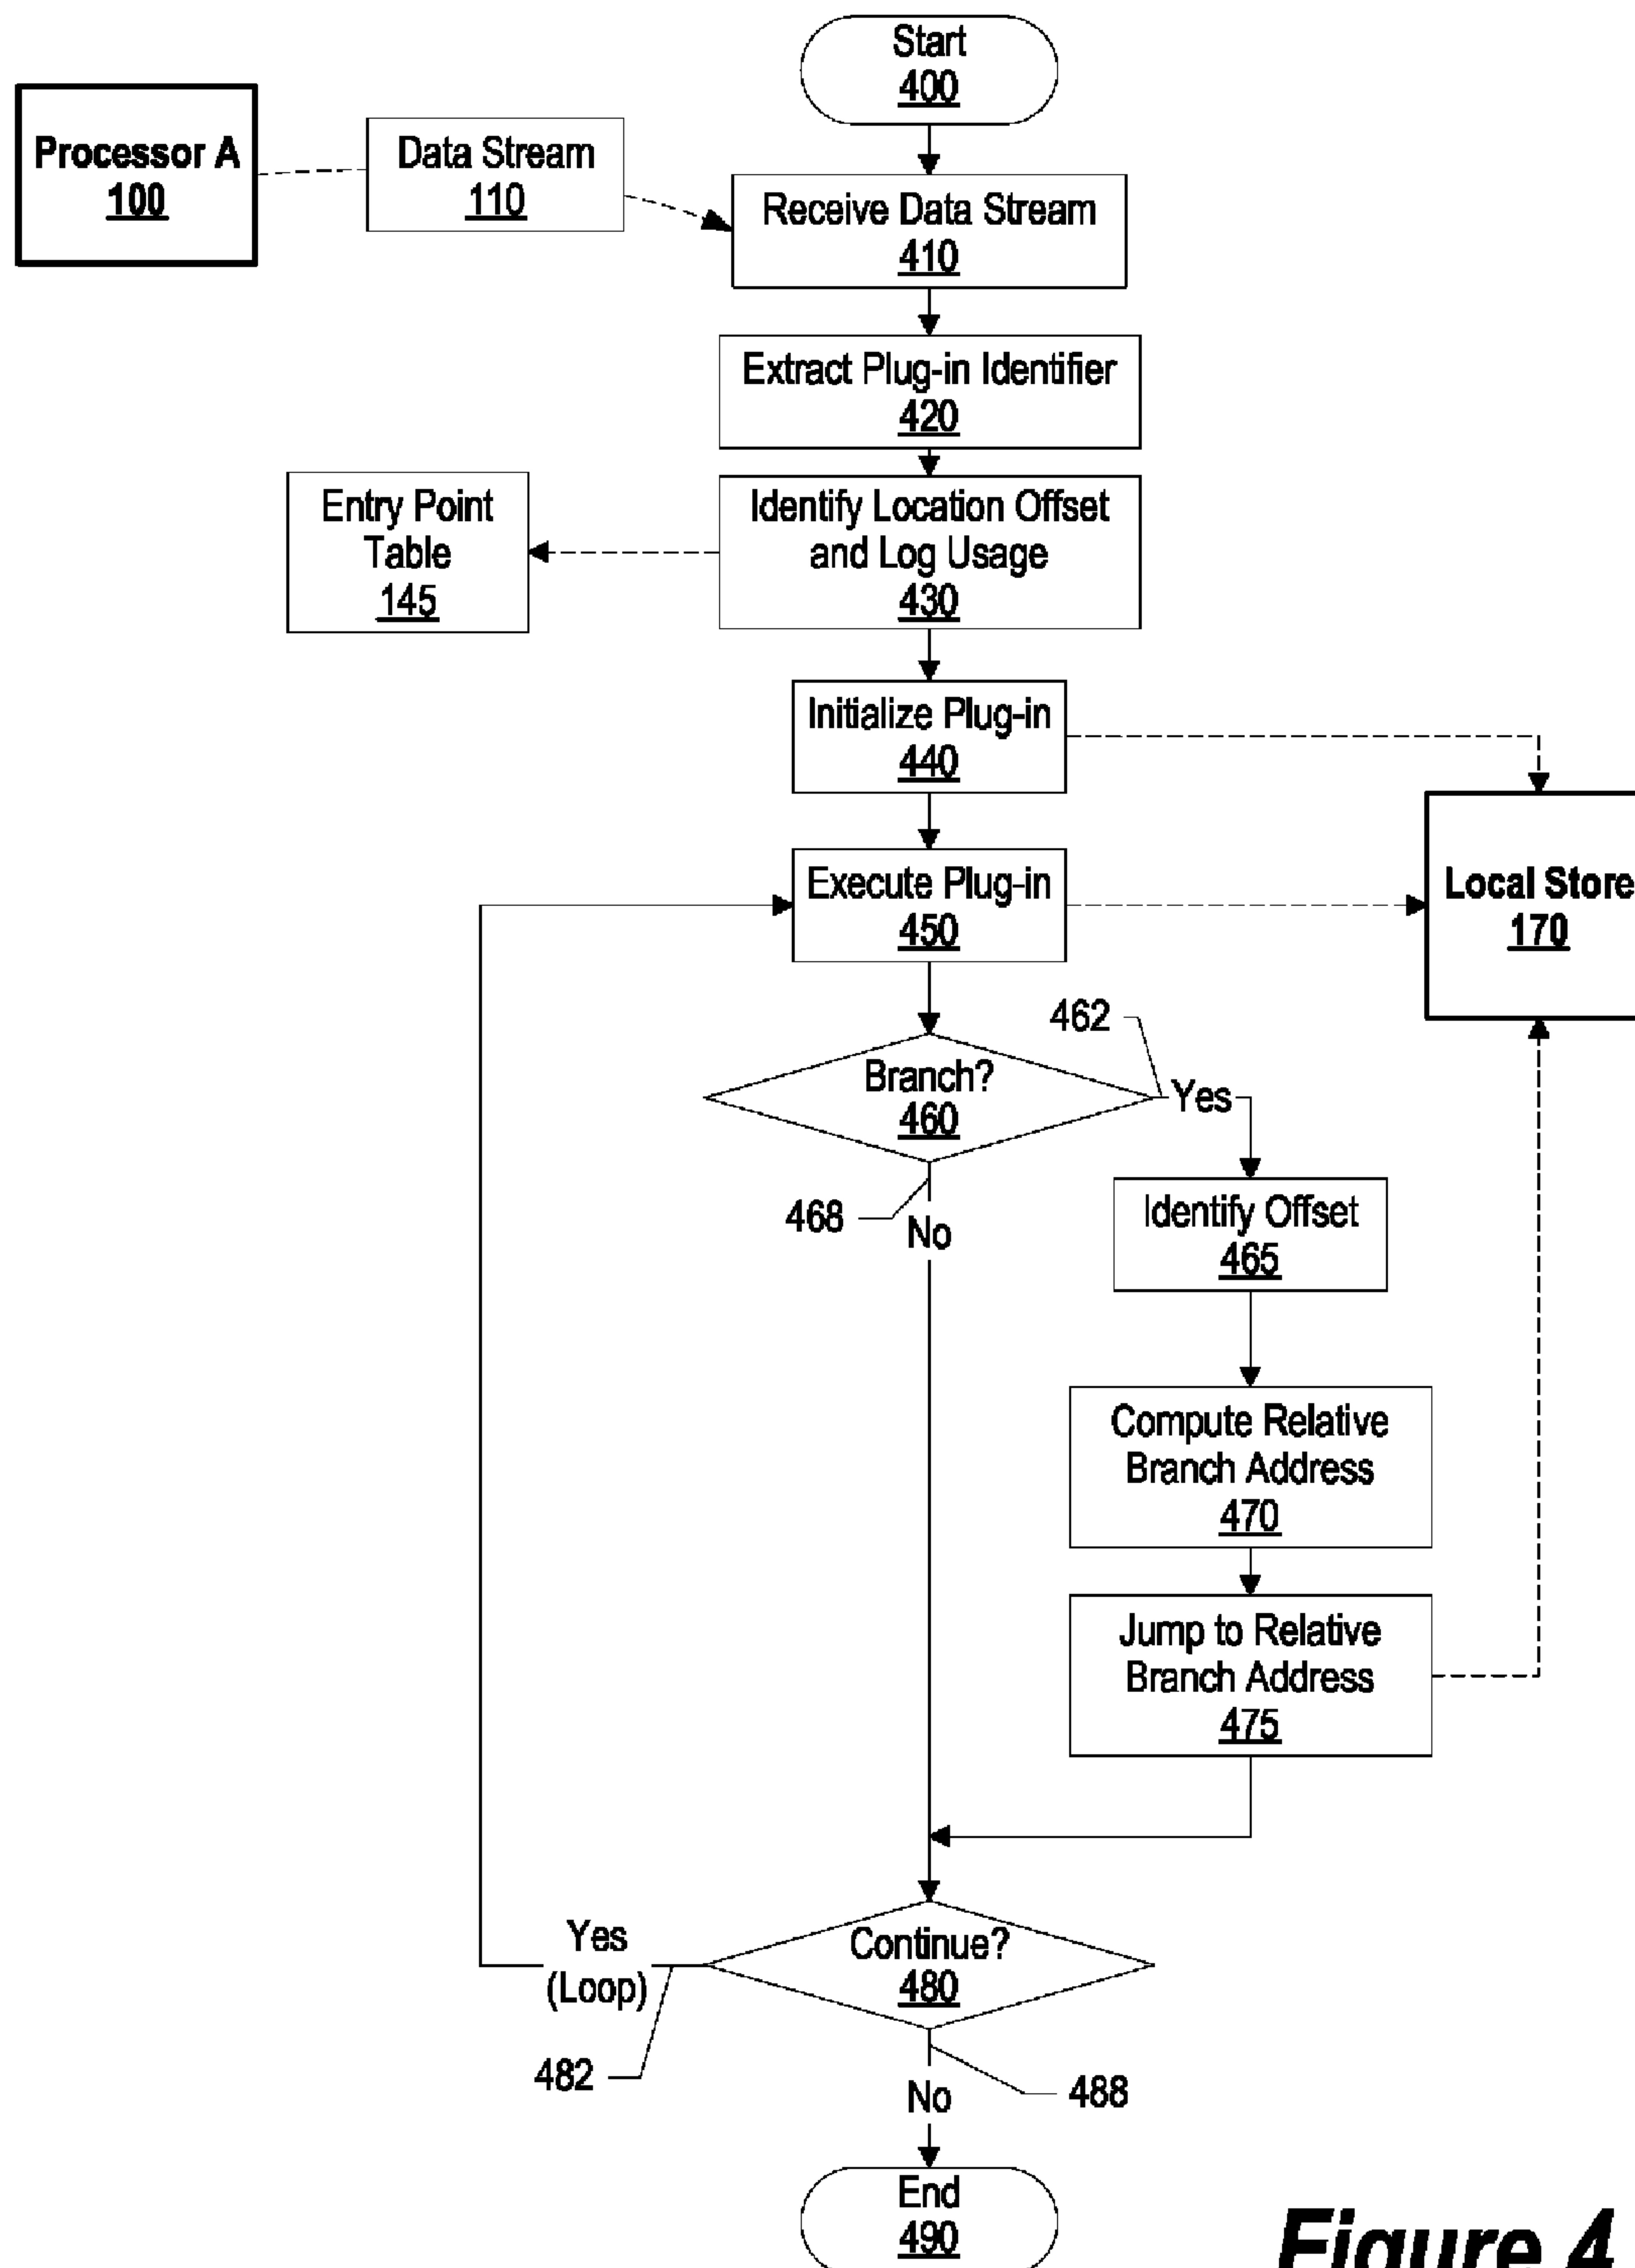 Start
400
Processor A
100
Data Stream
110
Receive Data Stream
410
Extract Plug-in Identifier
420
Entry Point
Table
145
Identify Location Offset
and Log Usage
430
Initialize Plug-in
440
Execute Plug-in
450
Local Store
170
462
Branch?
460
Yes
468
No
Identify Offset
465
Compute Relative
Branch Address
470
Jump to Relative
Branch Address
475
Yes
(Loop)
Continue?
480
482
488
No
End
490
Figure 4